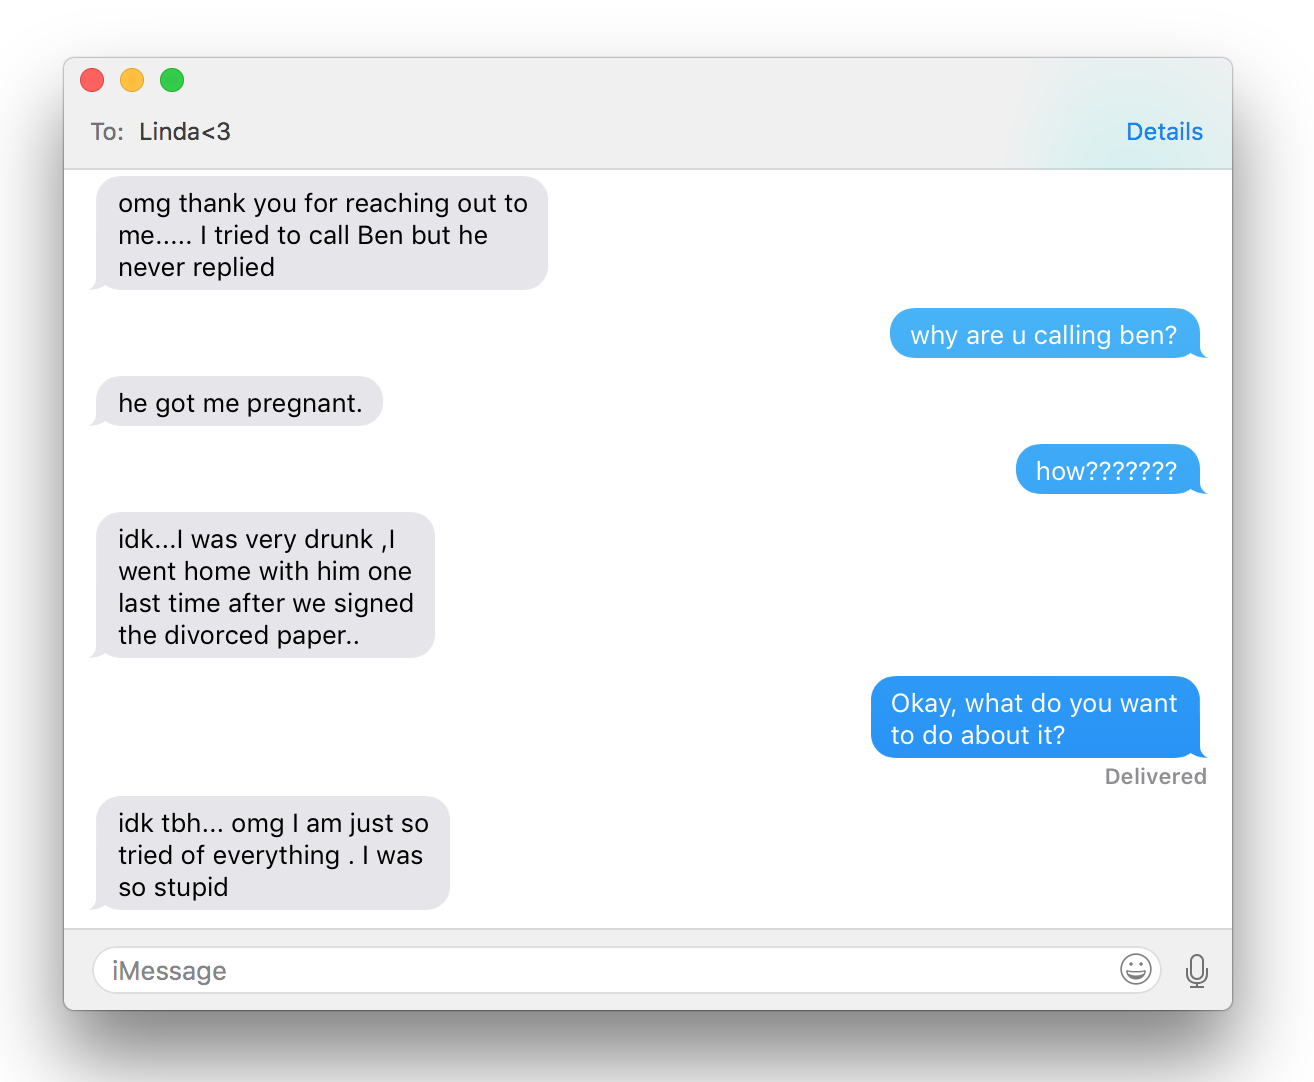 To: Linda<3
Details
omg thank you for reaching out to
me..... I tried to call Ben but he
never replied
why are u calling ben?
he got me pregnant.
how???????
idk...I was very drunk ,I
went home with him one
last time after we signed
the divorced paper..
Okay, what do you want
to do about it?
Delivered
idk tbh... omg I am just so
tried of everything . I was
so stupid
iMessage